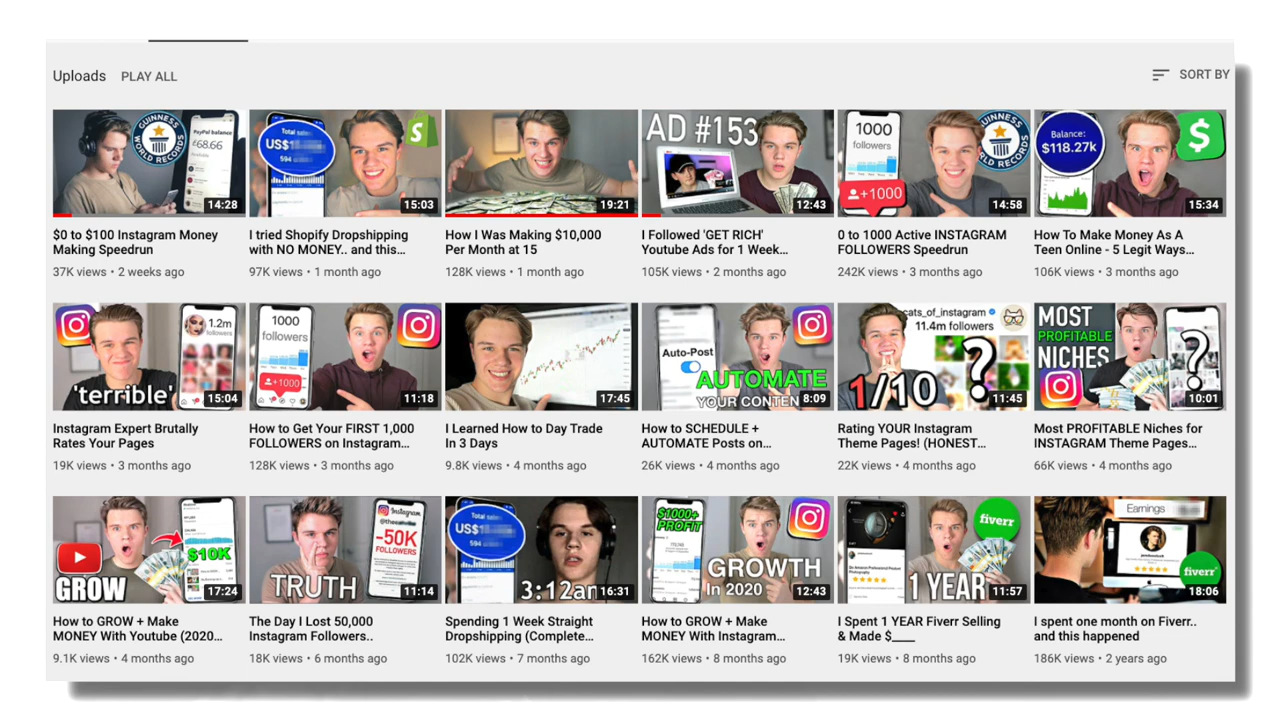 Uploads PLAY ALL SORT BY
GUINNESS
WORLD RECORDS
PayPal balance
£68.66
14:28
Total sales
US$1
594
S
15:03
19:21
AD #153
12:43
1000
followers
+1000
GUINNESS
WORLD RECORDS
14:58
Balance:
$118.27k
$
15:34
$0 to $100 Instagram Money
Making Speedrun
37K views • 2 weeks ago
I tried Shopify Dropshipping
with NO MONEY.. and this...
97K views • 1 month ago
How I Was Making $10,000
Per Month at 15
128K views • 1 month ago
I Followed 'GET RICH'
Youtube Ads for 1 Week...
105K views • 2 months ago
0 to 1000 Active INSTAGRAM
FOLLOWERS Speedrun
242K views • 3 months ago
How To Make Money As A
Teen Online - 5 Legit Ways...
106K views • 3 months ago
1.2m
followers
'terrible'
15:04
1000
followers
+1000
11:18
17:45
Auto-Post
AUTOMATE
YOUR CONTEN
8:09
cats_of_instagram
11.4m followers
1/10 ?
11:45
MOST
PROFITABLE
NICHES
?
10:01
Instagram Expert Brutally
Rates Your Pages
19K views • 3 months ago
How to Get Your FIRST 1,000
FOLLOWERS on Instagram...
128K views • 3 months ago
I Learned How to Day Trade
In 3 Days
9.8K views • 4 months ago
How to SCHEDULE +
AUTOMATE Posts on...
26K views • 4 months ago
Rating YOUR Instagram
Theme Pages! (HONEST...
22K views • 4 months ago
Most PROFITABLE Niches for
INSTAGRAM Theme Pages...
66K views • 4 months ago
$10K
GROW
17:24
Instagram
-50K
FOLLOWERS
TRUTH
11:14
Total sales
US$1
594
3:12am
16:31
$1000+
PROFIT
GROWTH
In 2020
12:43
fiverr
1 YEAR
11:57
Earnings
fiverr
18:06
How to GROW + Make
MONEY With Youtube (2020...
9.1K views • 4 months ago
The Day I Lost 50,000
Instagram Followers..
18K views • 6 months ago
Spending 1 Week Straight
Dropshipping (Complete...
102K views • 7 months ago
How to GROW + Make
MONEY With Instagram...
162K views • 8 months ago
I Spent 1 YEAR Fiverr Selling
& Made $____
19K views • 8 months ago
I spent one month on Fiverr..
and this happened
186K views • 2 years ago